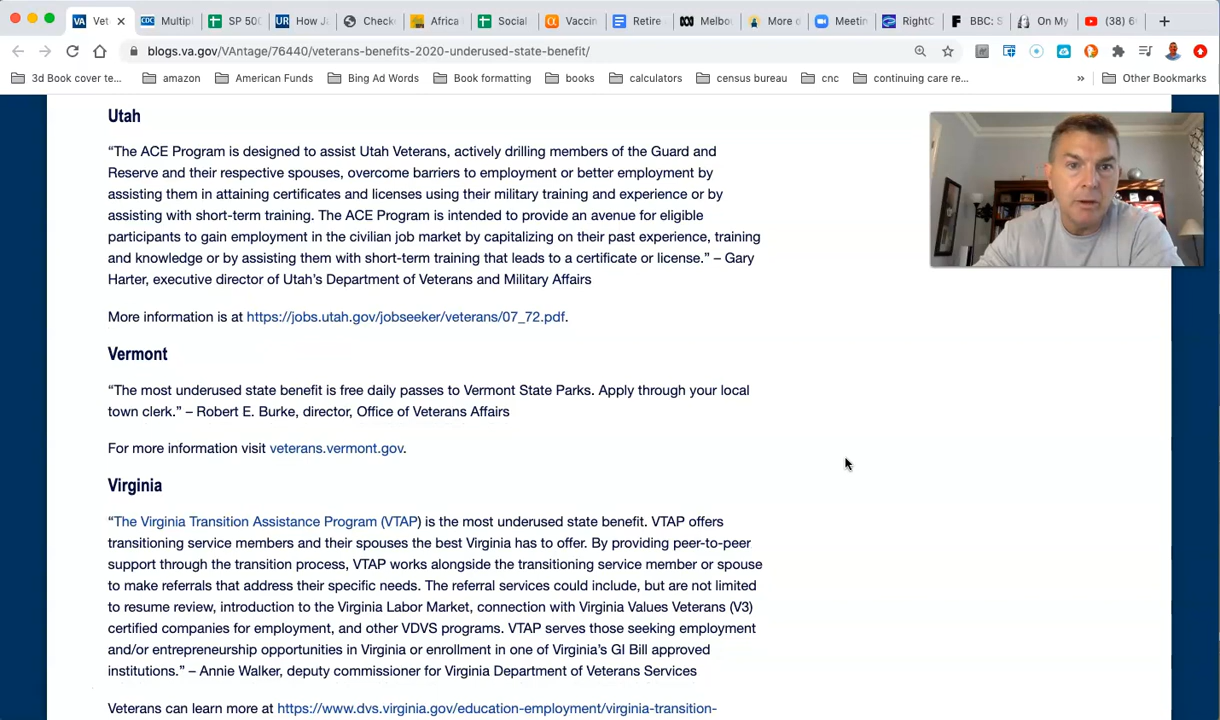 Vet
Multipl
SP 500
How J
Checkr
Africa
Social
Vaccin
Retire
Melbo
More d
Meetin
RightC
BBC: S
On My
(38) 6
blogs.va.gov/VAntage/76440/veterans-benefits-2020-underused-state-benefit/
3d Book cover te...
amazon
American Funds
Bing Ad Words
Book formatting
books
calculators
census bureau
cnc
continuing care re...
»
Other Bookmarks
Utah
“The ACE Program is designed to assist Utah Veterans, actively drilling members of the Guard and
Reserve and their respective spouses, overcome barriers to employment or better employment by
assisting them in attaining certificates and licenses using their military training and experience or by
assisting with short-term training. The ACE Program is intended to provide an avenue for eligible
participants to gain employment in the civilian job market by capitalizing on their past experience, training
and knowledge or by assisting them with short-term training that leads to a certificate or license.” – Gary
Harter, executive director of Utah’s Department of Veterans and Military Affairs
More information is at https://jobs.utah.gov/jobseeker/veterans/07_72.pdf.
Vermont
“The most underused state benefit is free daily passes to Vermont State Parks. Apply through your local
town clerk.” – Robert E. Burke, director, Office of Veterans Affairs
For more information visit veterans.vermont.gov.
Virginia
“The Virginia Transition Assistance Program (VTAP) is the most underused state benefit. VTAP offers
transitioning service members and their spouses the best Virginia has to offer. By providing peer-to-peer
support through the transition process, VTAP works alongside the transitioning service member or spouse
to make referrals that address their specific needs. The referral services could include, but are not limited
to resume review, introduction to the Virginia Labor Market, connection with Virginia Values Veterans (V3)
certified companies for employment, and other VDVS programs. VTAP serves those seeking employment
and/or entrepreneurship opportunities in Virginia or enrollment in one of Virginia’s GI Bill approved
institutions.” – Annie Walker, deputy commissioner for Virginia Department of Veterans Services
Veterans can learn more at https://www.dvs.virginia.gov/education-employment/virginia-transition-